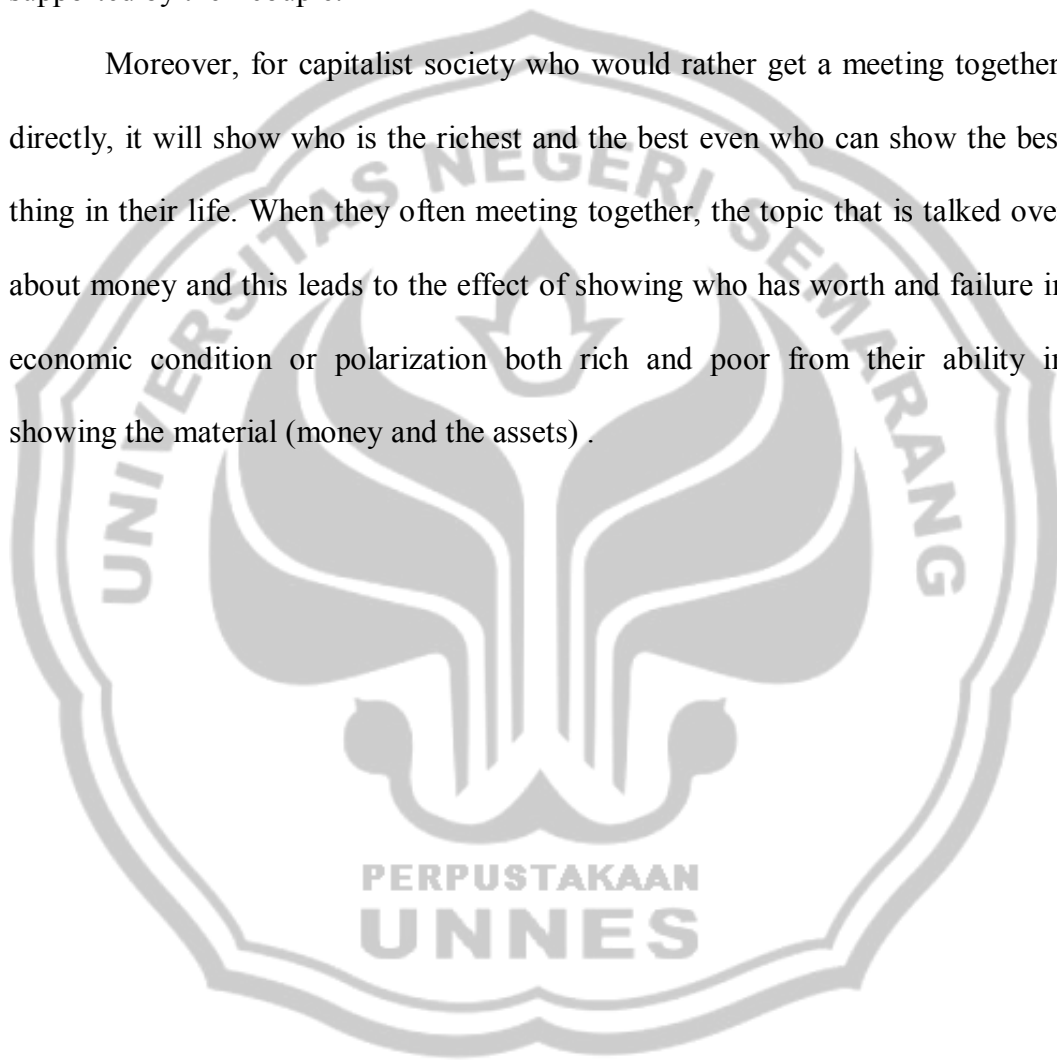 supported by the
Moreover, for capitalist society who would rather get a meeting together
directly, it will show who is the richest and the best even who can show the bes
thing in their life. When they often meeting together, the topic that is talked ove
about money and this leads to the effect of showing who has worth and failure in
economic condition or polarization both rich and poor from their ability in
showing the material (money and the assets) .
UNIVERSITAS NEGERI SEMARANG
PERPUSTAKAAN
UNNES